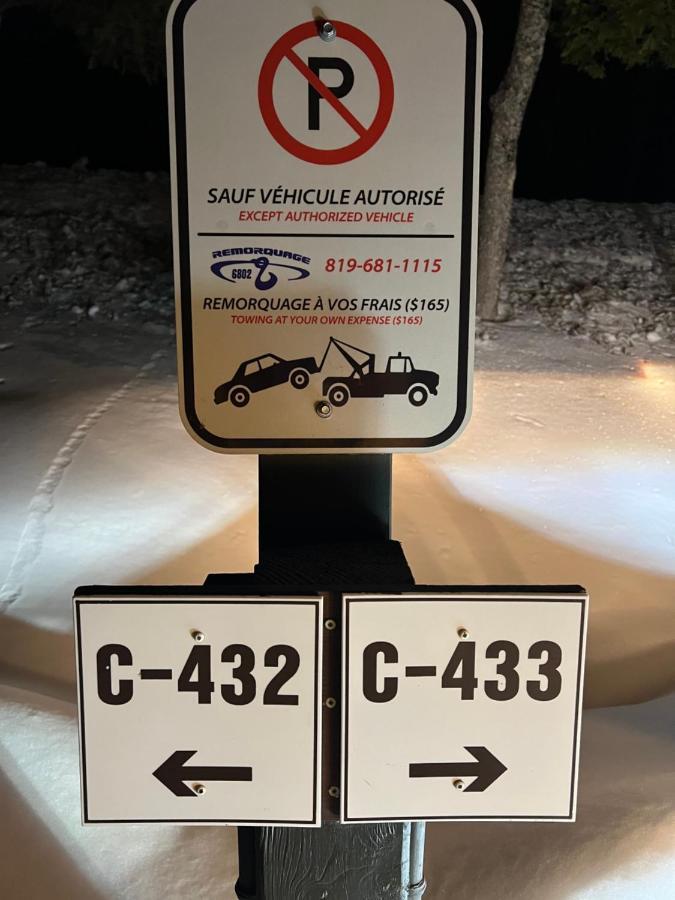 P
SAUF VÉHICULE AUTORISÉ
EXCEPT AUTHORIZED VEHICLE
REMORQUAGE
6802
819-681-1115
REMORQUAGE À VOS FRAIS ($165)
TOWING AT YOUR OWN EXPENSE ($165)
C-432
C-433